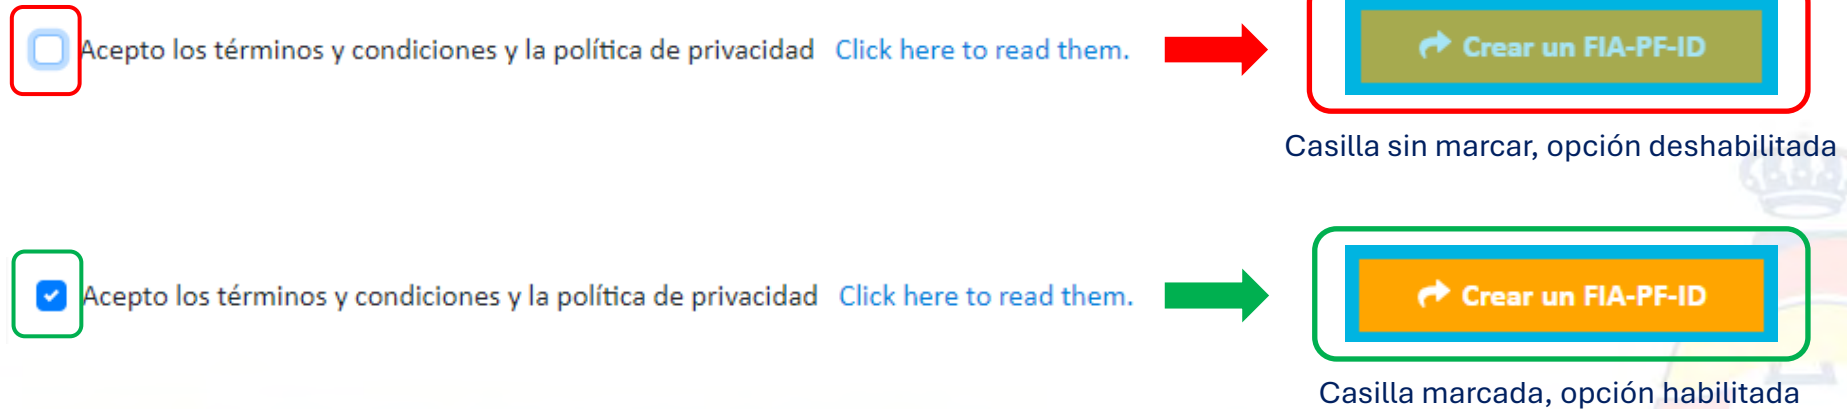 Acepto los términos y condiciones y la política de privacidad Click here to read them.
Crear un FIA-PF-ID
Casilla sin marcar, opción deshabilitada
Acepto los términos y condiciones y la política de privacidad Click here to read them.
Crear un FIA-PF-ID
Casilla marcada, opción habilitada